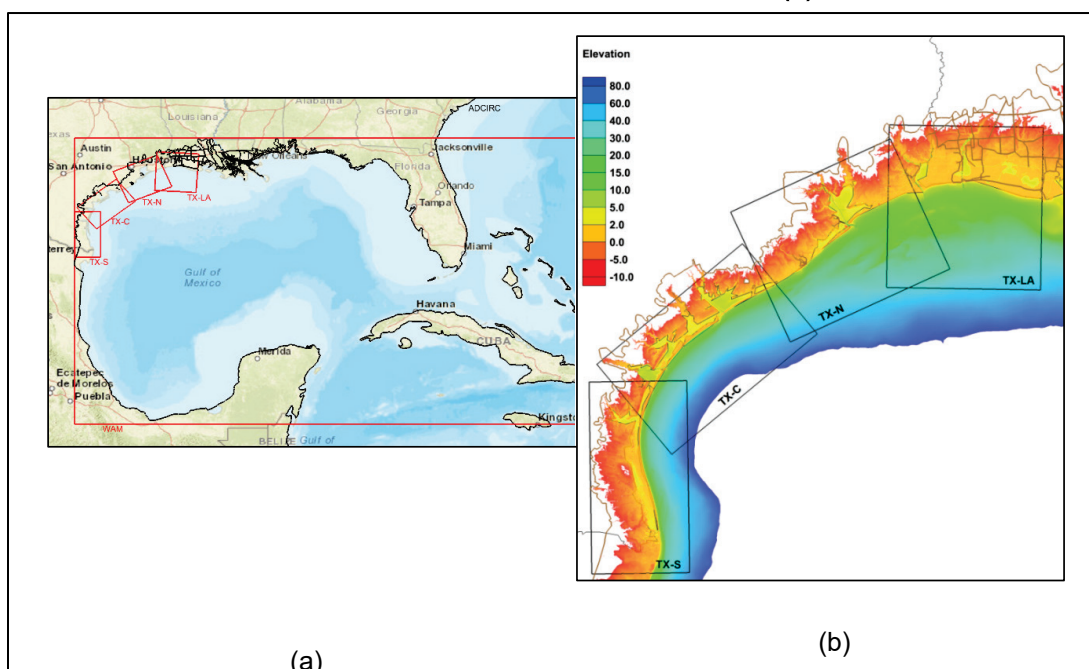 ADCIRC
Alabama
Georgia
Louisiana
Austin
San Antonio
Jacksonville
Florida
Orlando
Tampa
Miami
TX-LA
TX-N
TX-C
TX-S
Gulf of
Mexico
Havana
CUBA
Merida
Ecatepec
de Morelos
Puebla
WAM
Gulf of
Kingst
(a)
Elevation
80.0
60.0
40.0
30.0
20.0
15.0
10.0
5.0
2.0
0.0
-5.0
-10.0
TX-LA
TX-N
TX-C
TX-S
(b)